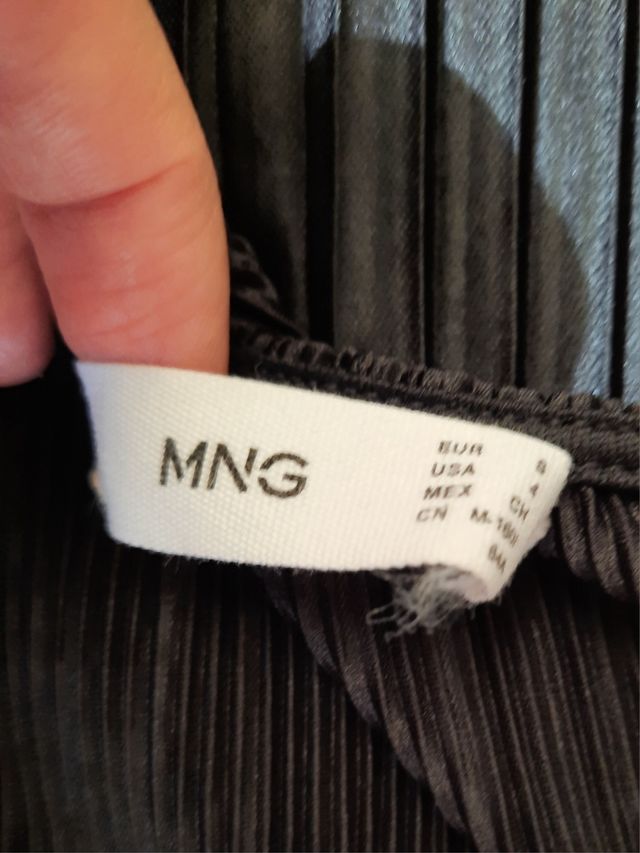 MNG
EUR S
USA 4
MEX CH
CN M-160/
84A